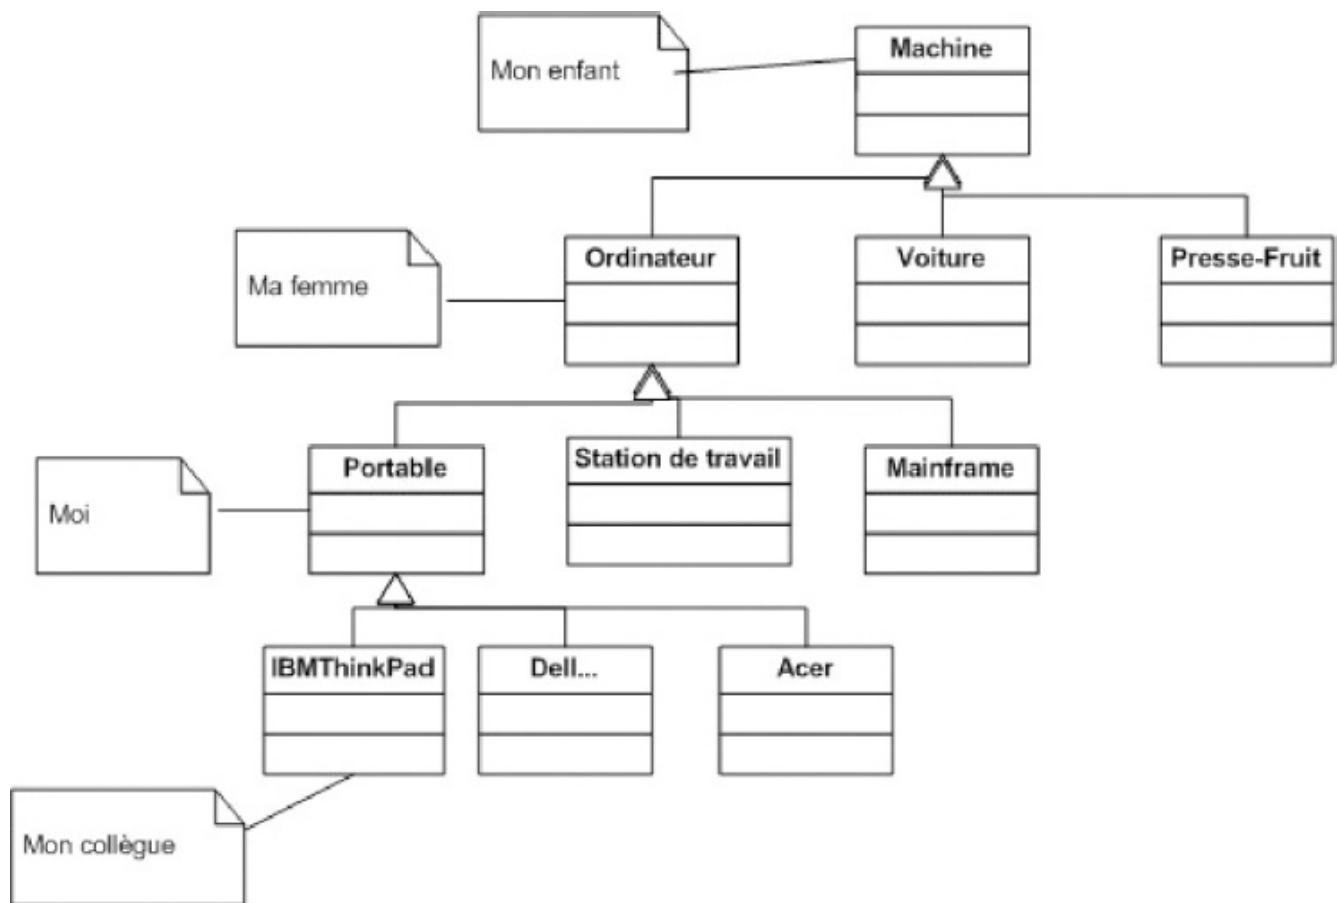 Mon enfant
Machine
Ma femme
Ordinateur
Voiture
Presse-Fruit
Moi
Portable
Station de travail
Mainframe
IBMThinkPad
Dell...
Acer
Mon collègue